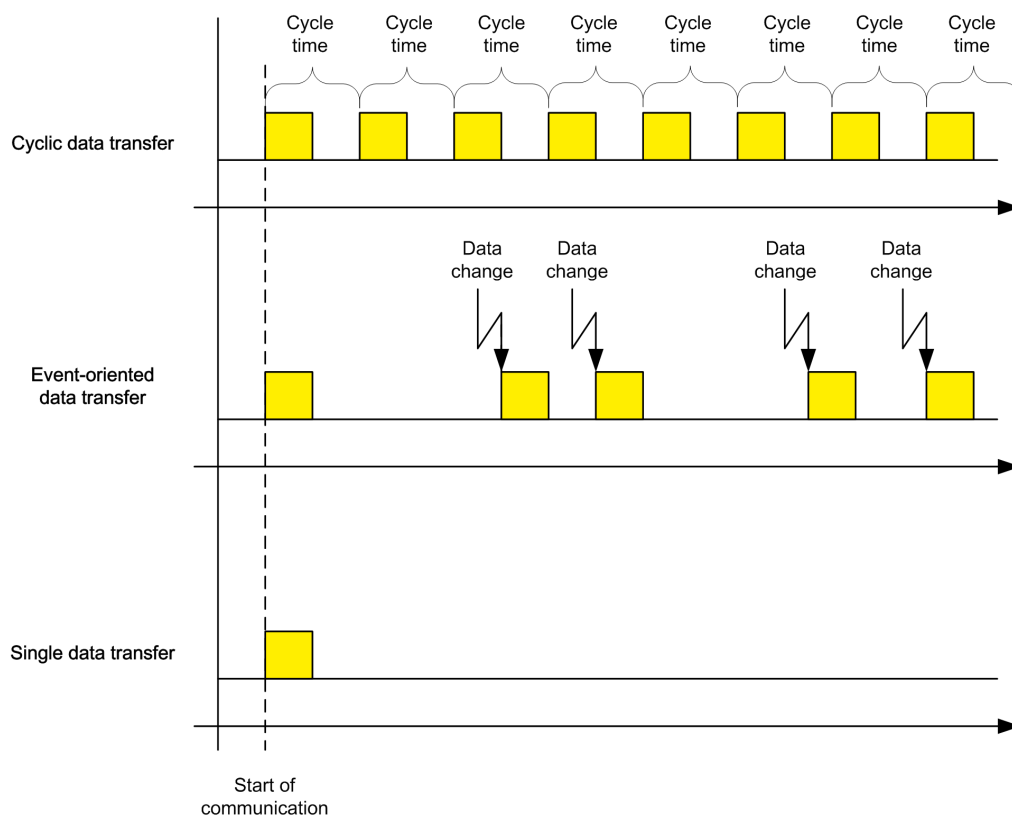 Cycle
time
Cycle
time
Cycle
time
Cycle
time
Cycle
time
Cycle
time
Cycle
time
Cycle
time
Cyclic data transfer
Data
change
Data
change
Data
change
Data
change
Event-oriented
data transfer
Single data transfer
Start of
communication